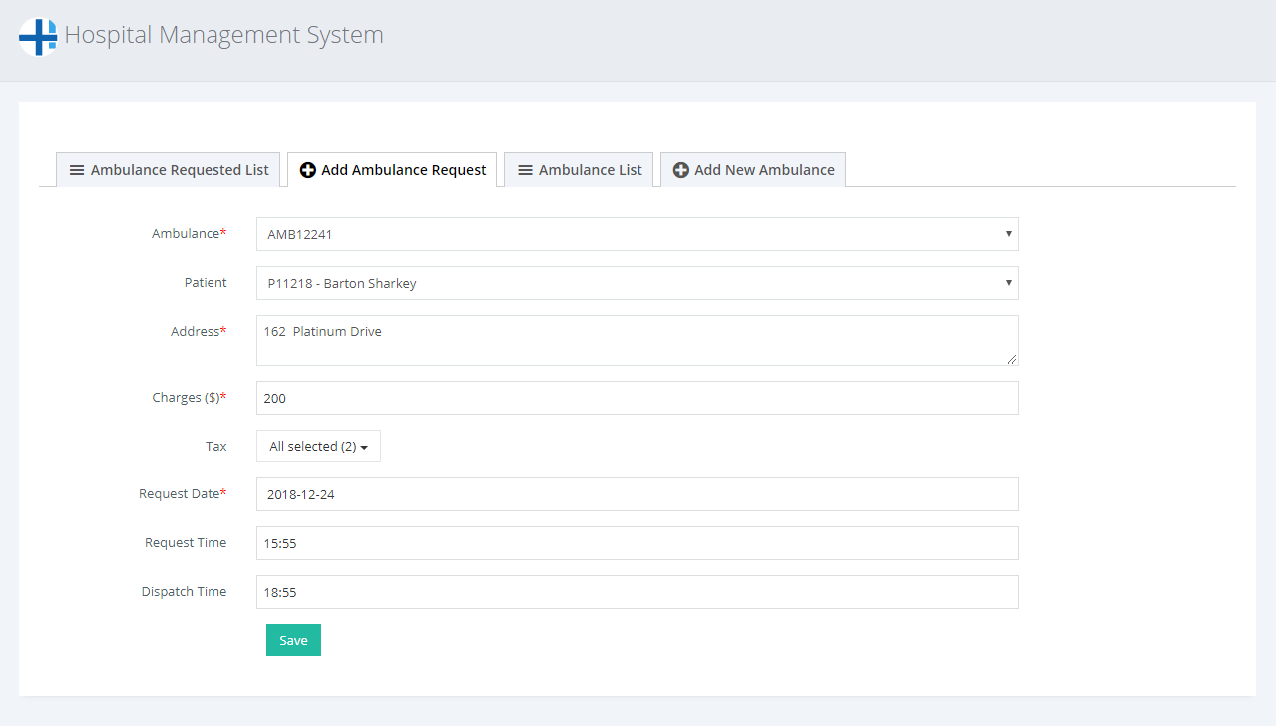 Hospital Management System
Ambulance Requested List Add Ambulance Request Ambulance List Add New Ambulance
Ambulance* AMB12241
Patient P11218 - Barton Sharkey
Address* 162  Platinum Drive
Charges ($)* 200
Tax All selected (2)
Request Date* 2018-12-24
Request Time 15:55
Dispatch Time 18:55
Save